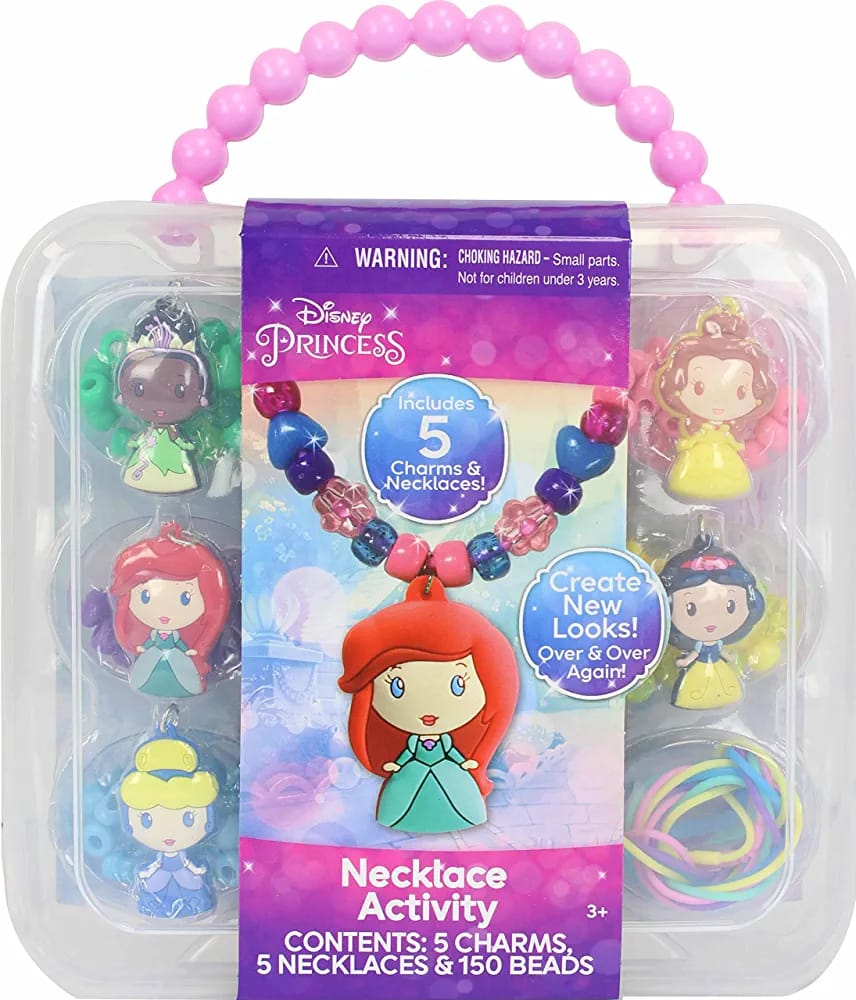 WARNING: CHOKING HAZARD – Small parts.
Not for children under 3 years.
Disney
PRINCESS
Includes
5
Charms &
Necklaces!
Create
New
Looks!
Over & Over
Again!
Necklace
Activity
3+
CONTENTS: 5 CHARMS,
5 NECKLACES & 150 BEADS